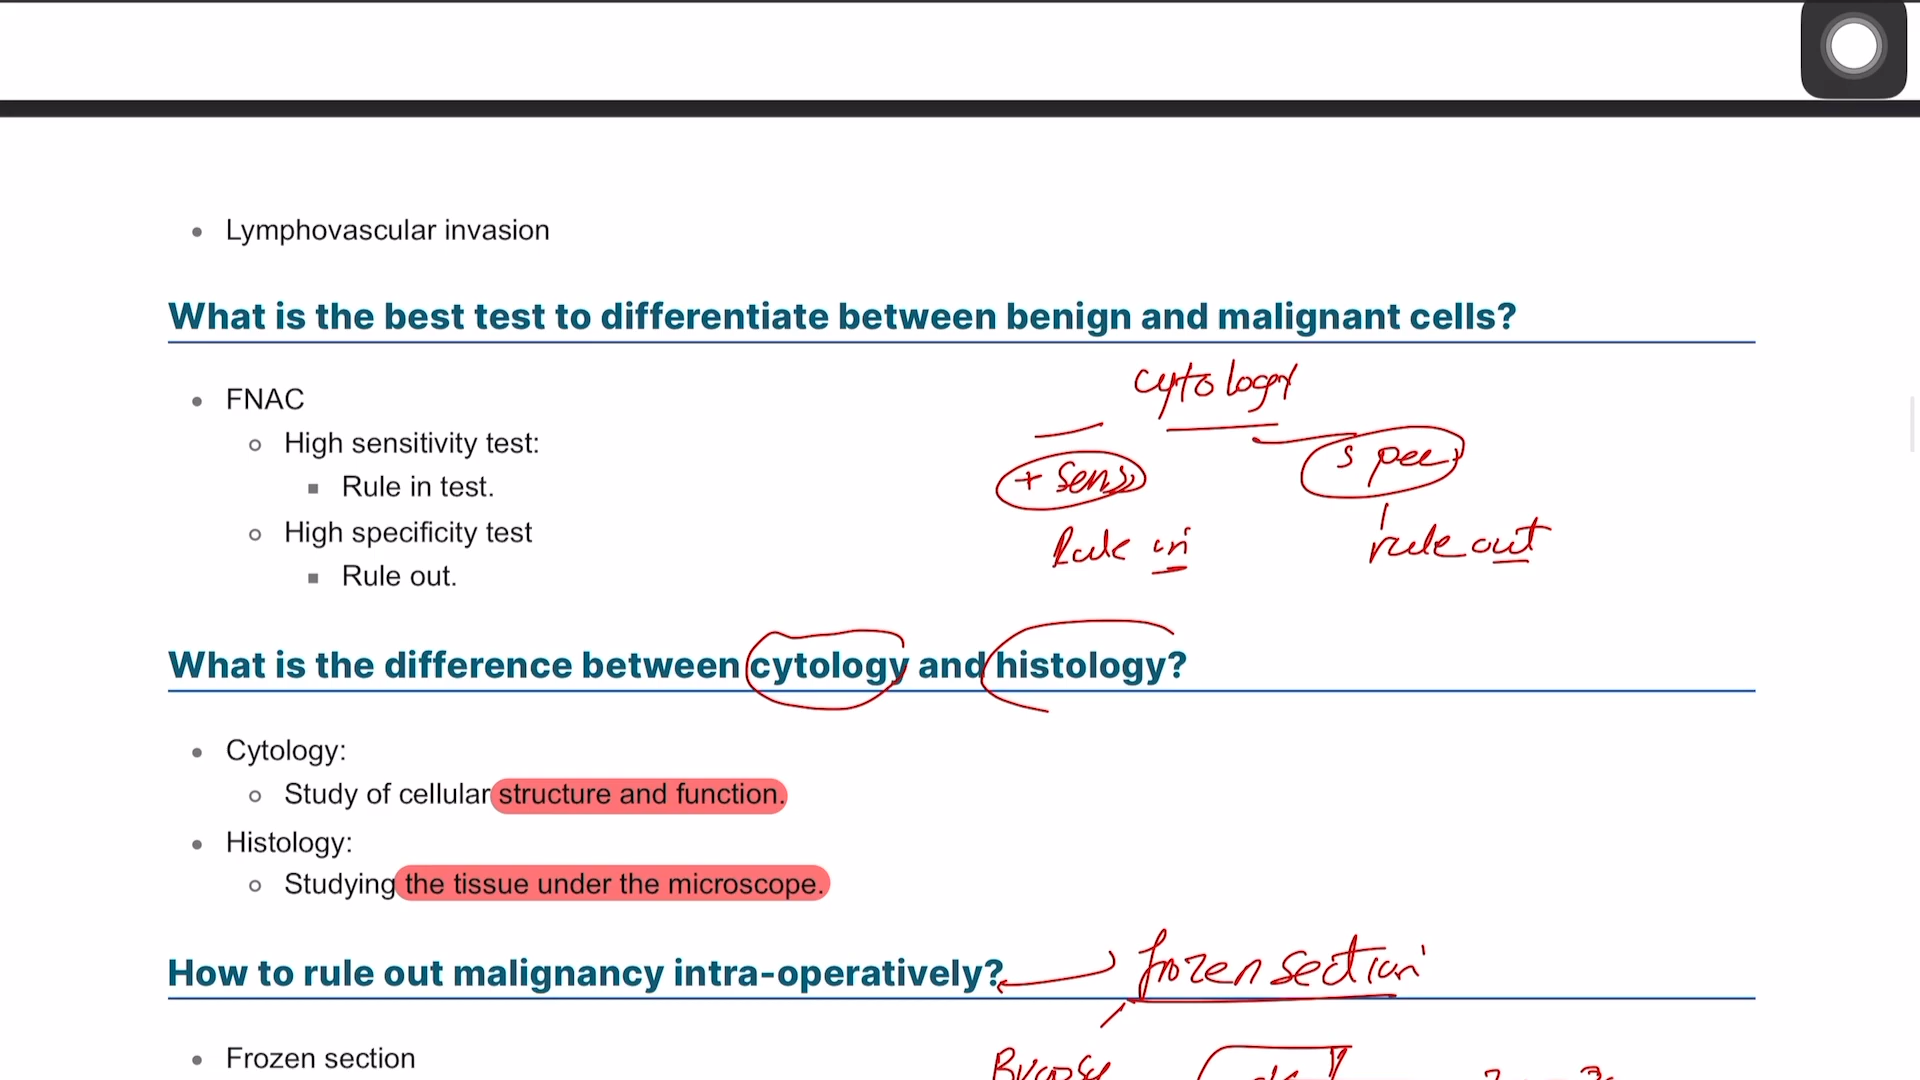 Lymphovascular invasion
What is the best test to differentiate between benign and malignant cells?
cytology
FNAC
High sensitivity test:
Rule in test.
High specificity test
Rule out.
+ sens
spec
Rule in
rule out
What is the difference between cytology and histology?
Cytology:
Study of cellular structure and function.
Histology:
Studying the tissue under the microscope.
How to rule out malignancy intra-operatively?
frozen section
Frozen section